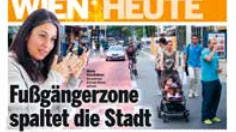 WIEN HEUTE
Fußgängerzone
spaltet die Stadt